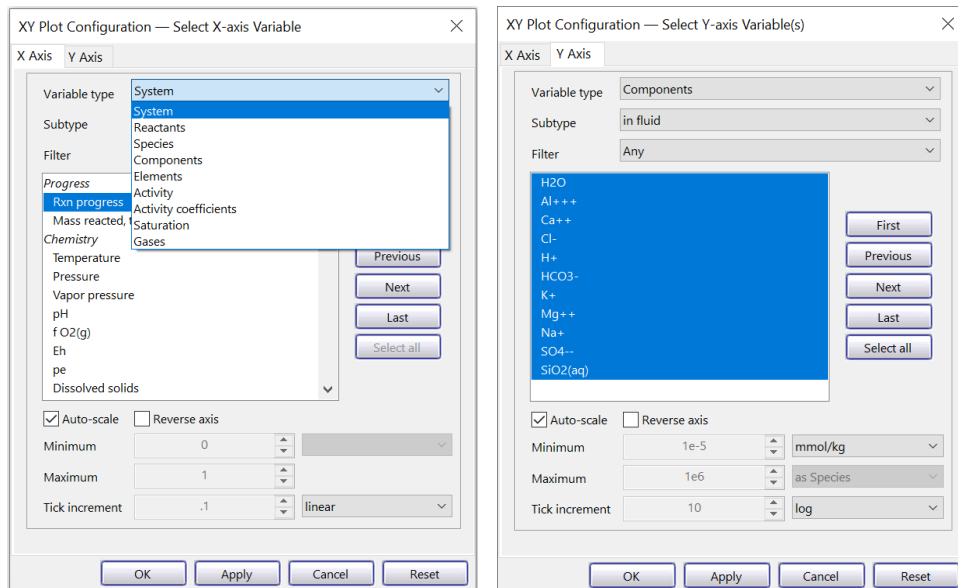 XY Plot Configuration — Select X-axis Variable
X Axis Y Axis
Variable type System
System
Subtype Reactants
Species
Filter Components
Elements
Progress Activity
Rxn progress Activity coefficients
Mass reacted, Saturation
Chemistry Gases
Temperature Previous
Pressure Next
Vapor pressure
pH Last
f O2(g)
Eh Select all
pe
Dissolved solids
Auto-scale Reverse axis
Minimum 0
Maximum 1
Tick increment .1 linear
OK Apply Cancel Reset
XY Plot Configuration — Select Y-axis Variable(s)
X Axis Y Axis
Variable type Components
Subtype in fluid
Filter Any
H2O
Al+++
Ca++ First
Cl-
H+ Previous
HCO3-
K+ Next
Mg++ Last
Na+
SO4-- Select all
SiO2(aq)
Auto-scale Reverse axis
Minimum 1e-5 mmol/kg
Maximum 1e6 as Species
Tick increment 10 log
OK Apply Cancel Reset